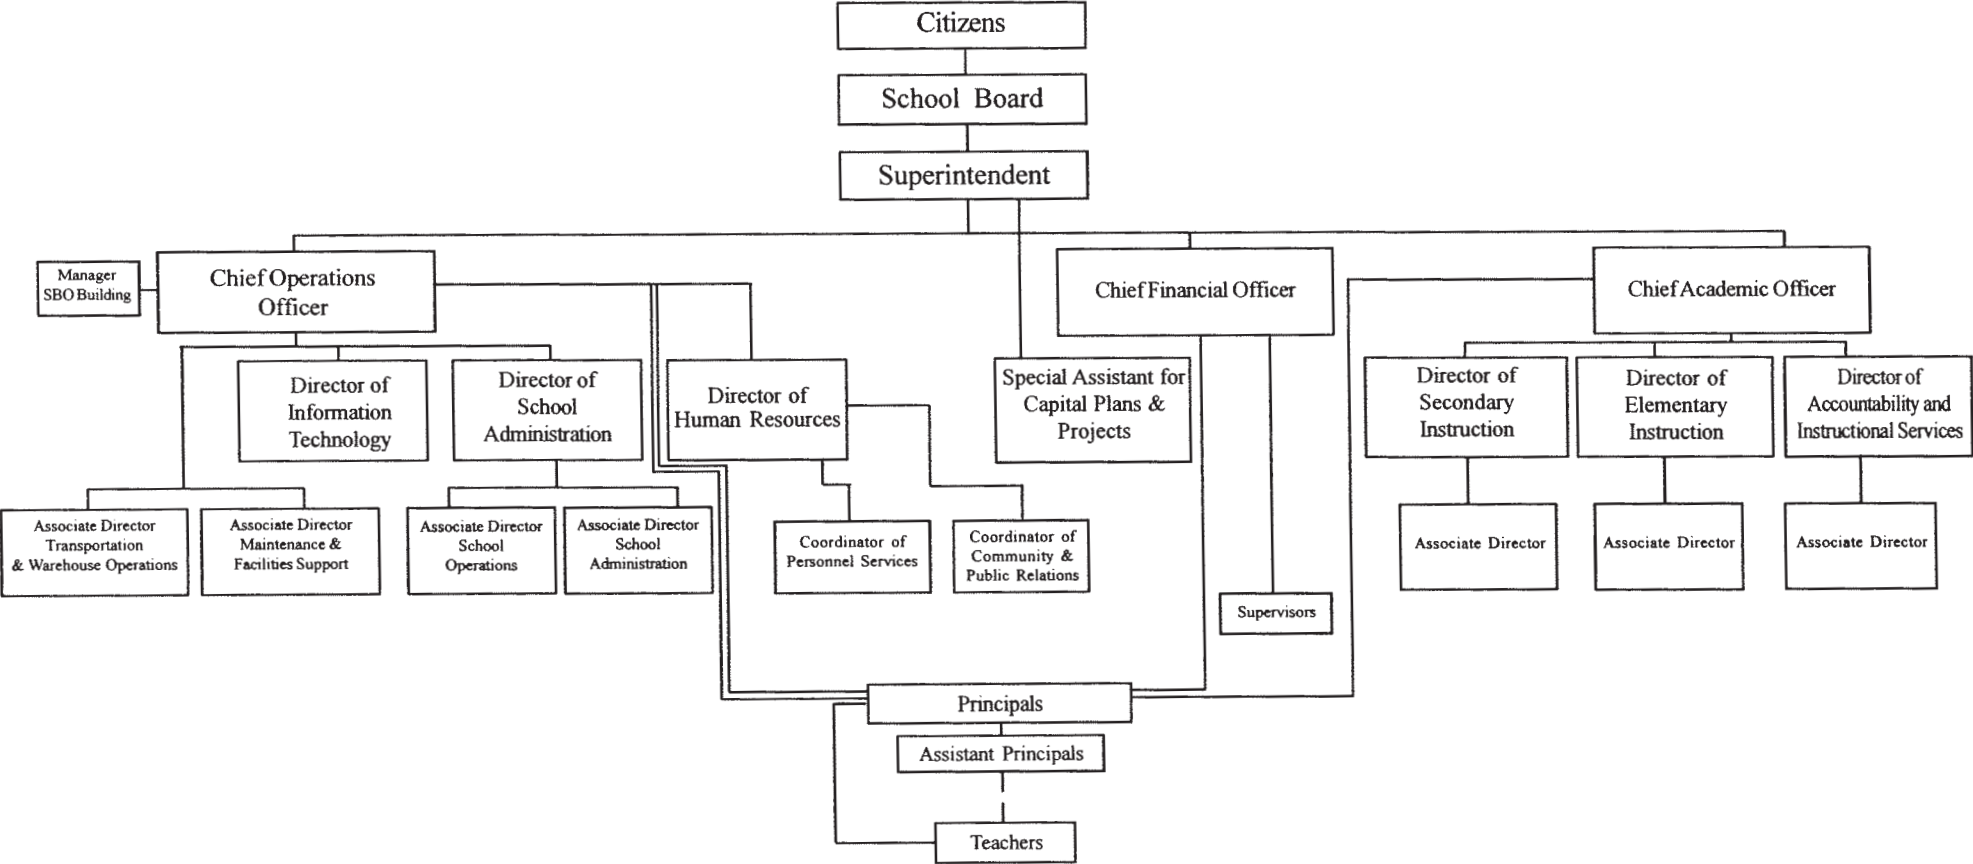 Citizens
School Board
Superintendent
Manager
SBO Building
Chief Operations
Officer
Chief Financial Officer
Chief Academic Officer
Director of
Information
Technology
Director of
School
Administration
Director of
Human Resources
Special Assistant for
Capital Plans &
Projects
Director of
Secondary
Instruction
Director of
Elementary
Instruction
Director of
Accountability and
Instructional Services
Associate Director
Transportation
& Warehouse Operations
Associate Director
Maintenance &
Facilities Support
Associate Director
School
Operations
Associate Director
School
Administration
Coordinator of
Personnel Services
Coordinator of
Community &
Public Relations
Associate Director
Associate Director
Associate Director
Supervisors
Principals
Assistant Principals
Teachers